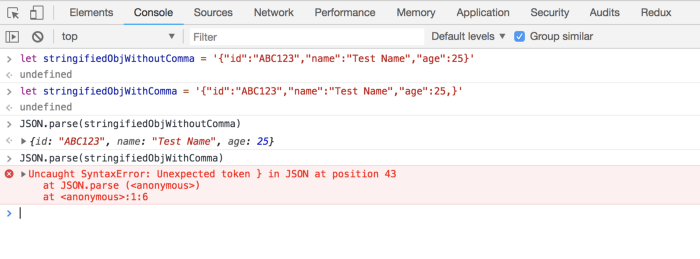 Elements Console Sources Network Performance Memory Application Security Audits Redux
top Filter Default levels Group similar
let stringifiedObjWithoutComma = '{"id":"ABC123","name":"Test Name","age":25}'
undefined
let stringifiedObjWithComma = '{"id":"ABC123","name":"Test Name","age":25,}'
undefined
JSON.parse(stringifiedObjWithoutComma)
{id: "ABC123", name: "Test Name", age: 25}
JSON.parse(stringifiedObjWithComma)
Uncaught SyntaxError: Unexpected token } in JSON at position 43
at JSON.parse (<anonymous>)
at <anonymous>:1:6